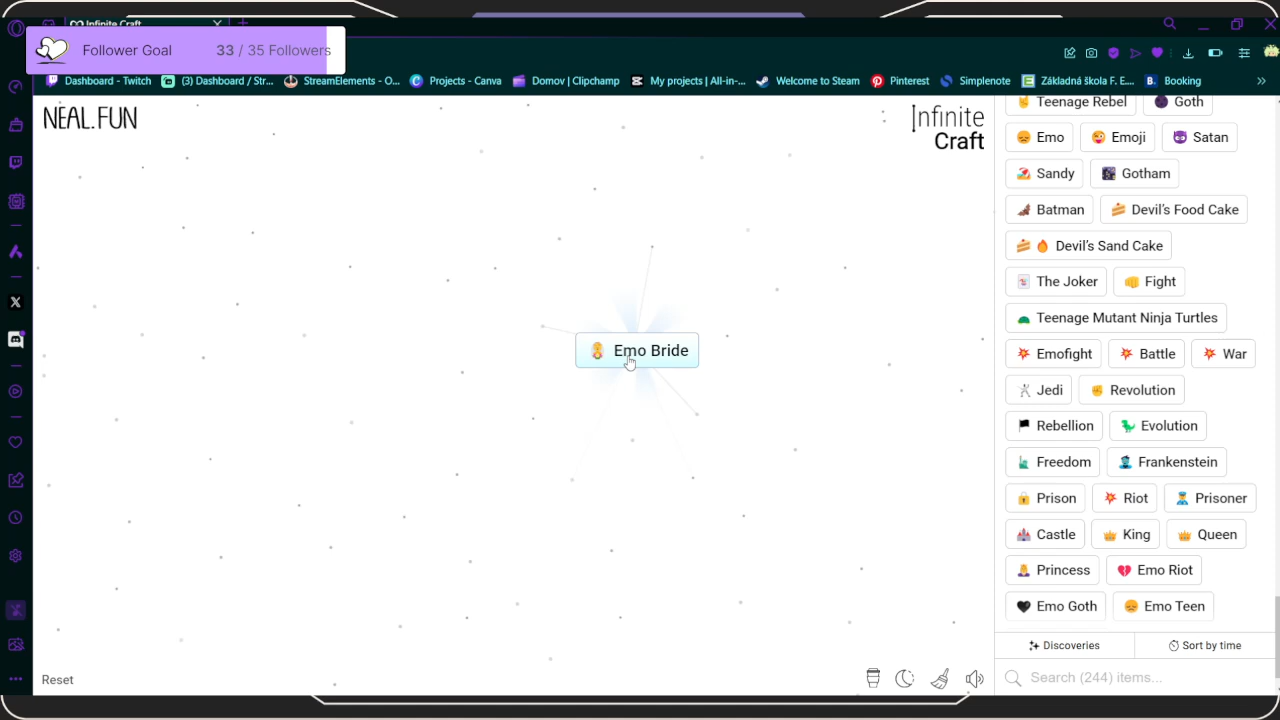 Infinite Craft
Follower Goal 33 / 35 Followers
Dashboard - Twitch (3) Dashboard / Str... StreamElements - O... Projects - Canva Domov | Clipchamp My projects | All-in-... Welcome to Steam Pinterest Simplenote Základná škola F. E... Booking
NEAL.FUN
Infinite
Craft
Teenage Rebel Goth
Emo Emoji Satan
Sandy Gotham
Batman Devil's Food Cake
Devil's Sand Cake
The Joker Fight
Teenage Mutant Ninja Turtles
Emo Bride
Emofight Battle War
Jedi Revolution
Rebellion Evolution
Freedom Frankenstein
Prison Riot Prisoner
Castle King Queen
Princess Emo Riot
Emo Goth Emo Teen
Discoveries Sort by time
Reset
Search (244) items...